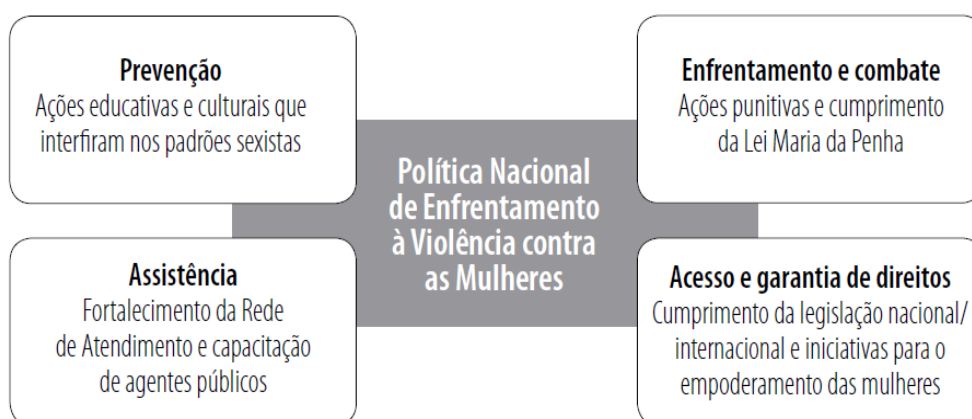 Prevenção
Ações educativas e culturais que
interfiram nos padrões sexistas
Enfrentamento e combate
Ações punitivas e cumprimento
da Lei Maria da Penha
Política Nacional
de Enfrentamento
à Violência contra
as Mulheres
Assistência
Fortalecimento da Rede
de Atendimento e capacitação
de agentes públicos
Acesso e garantia de direitos
Cumprimento da legislação nacional/
internacional e iniciativas para o
empoderamento das mulheres